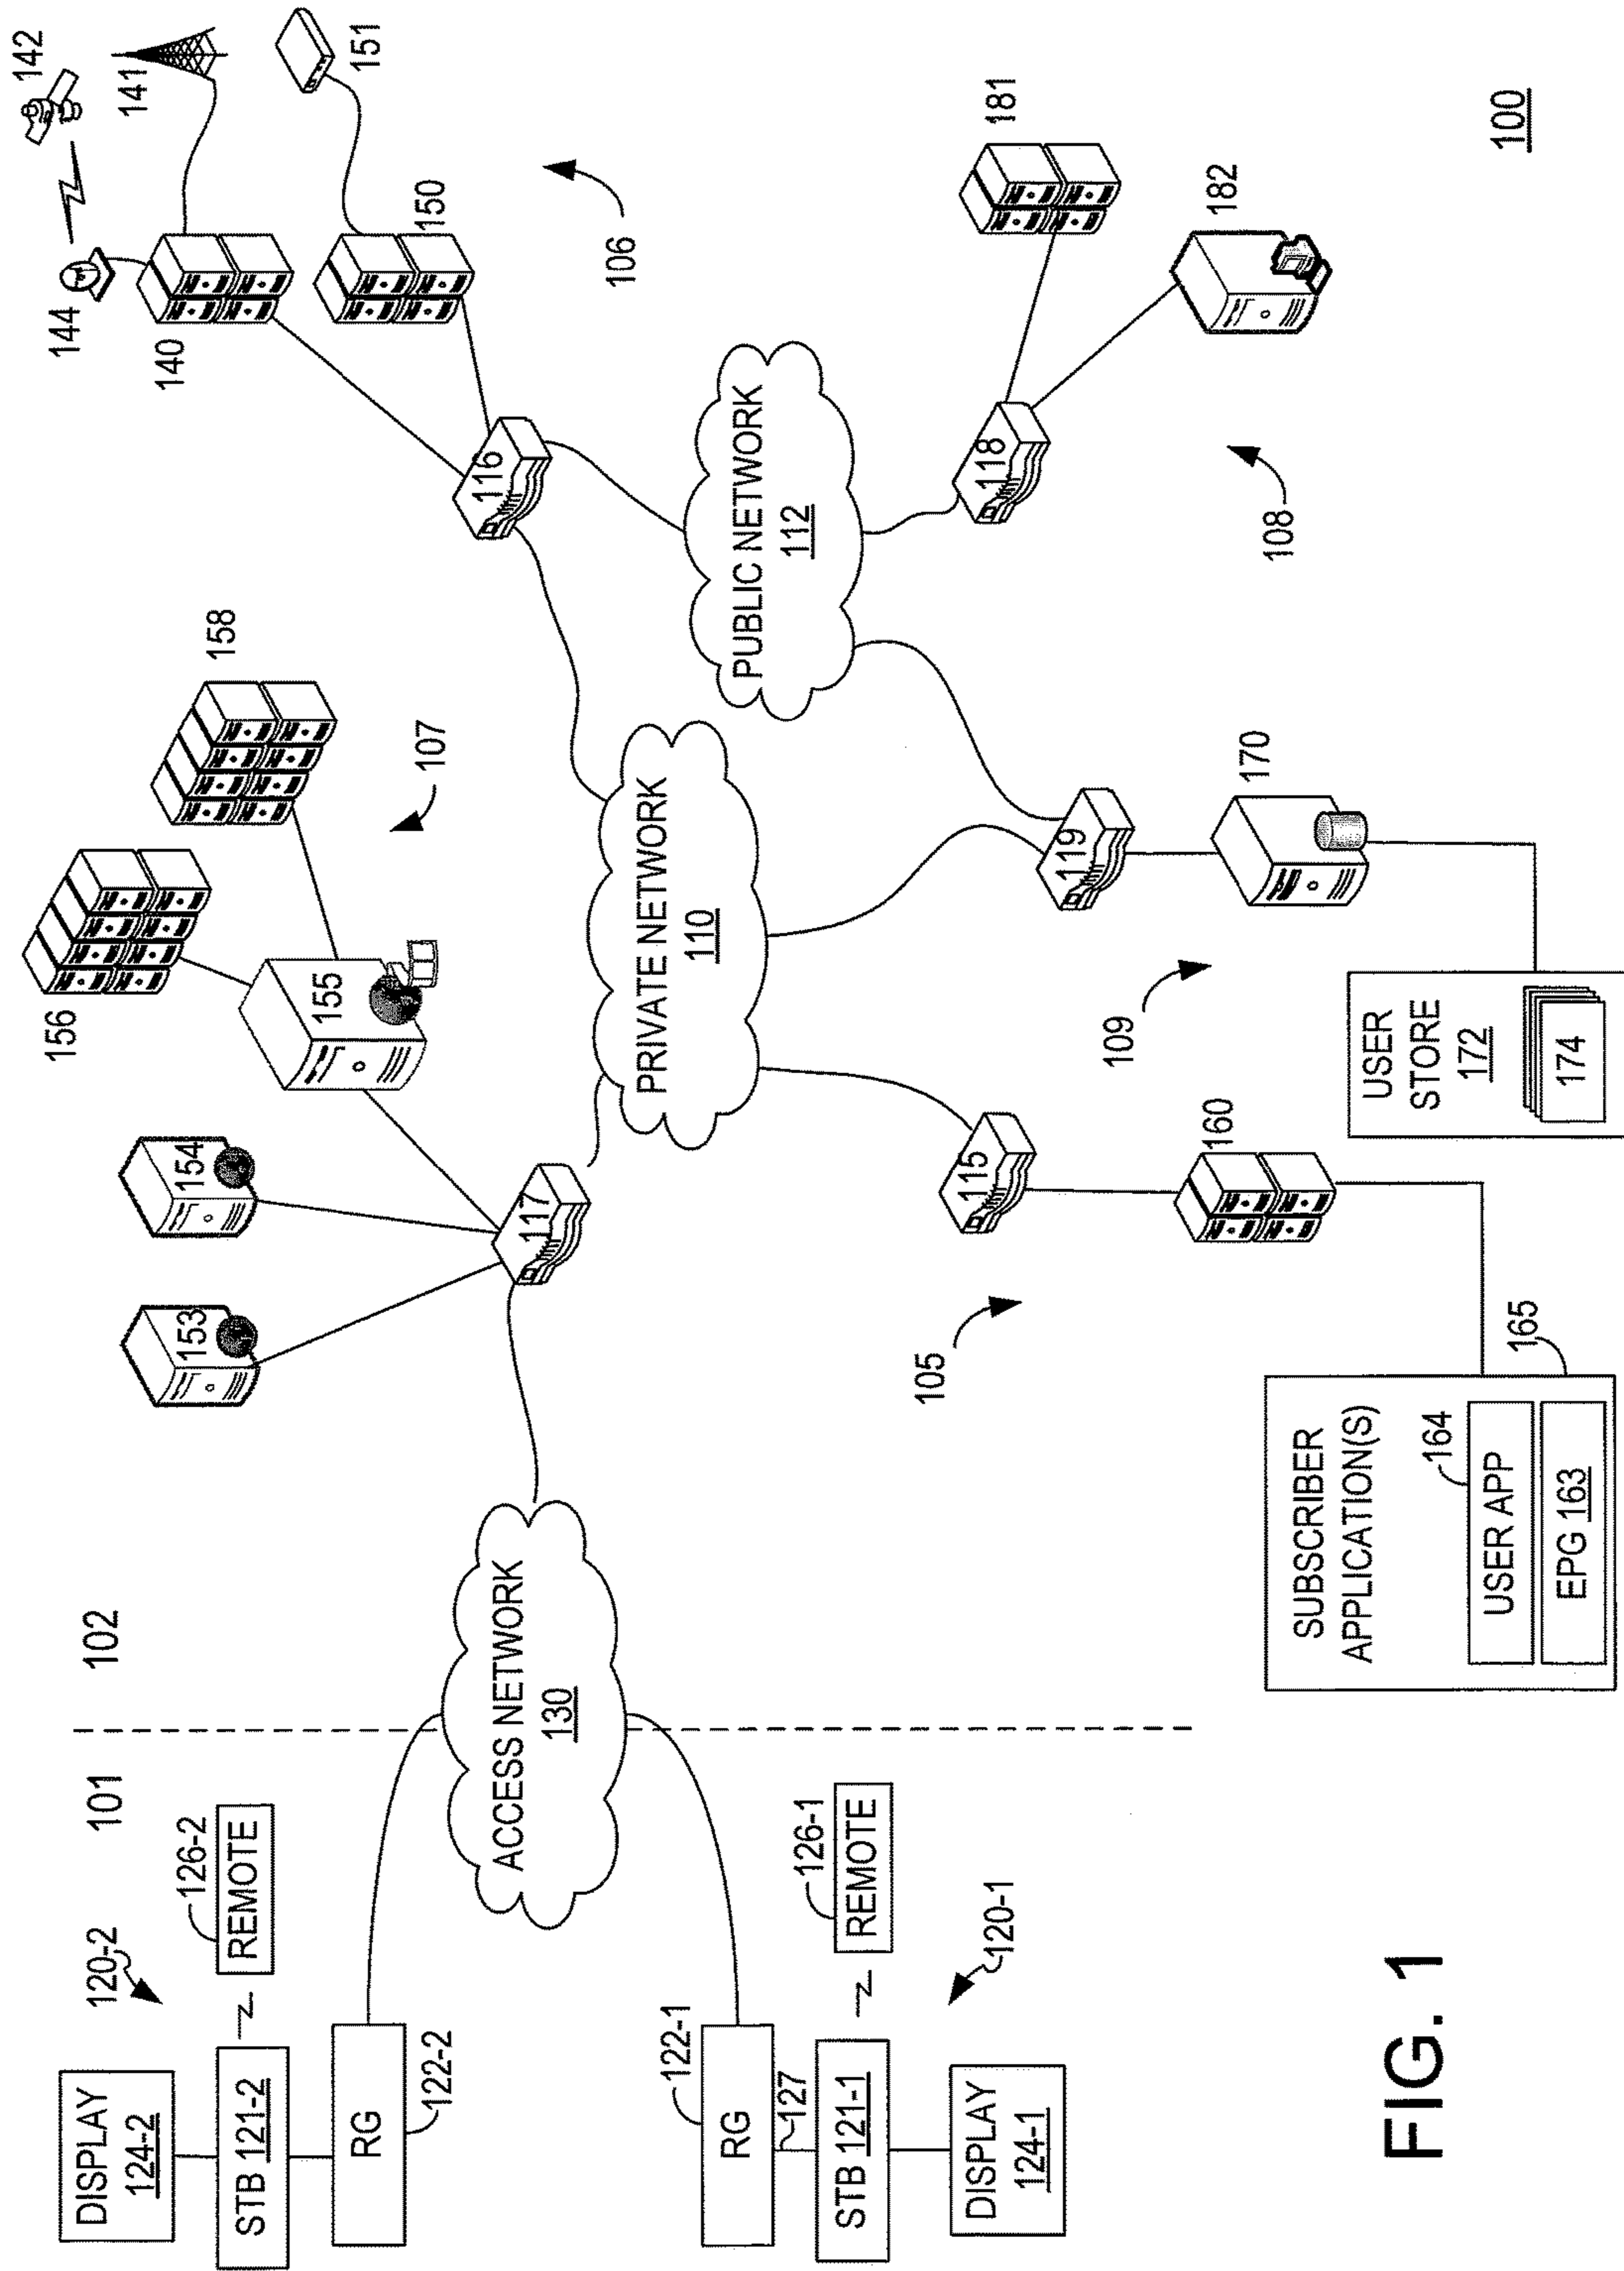 101
102
120-2
DISPLAY
124-2
126-2
REMOTE
STB 121-2
RG
122-2
ACCESS NETWORK
130
122-1
RG
127
126-1
REMOTE
STB 121-1
DISPLAY
124-1
120-1
153
154
156
158
155
107
117
142
144
141
140
151
150
106
116
PRIVATE NETWORK
110
PUBLIC NETWORK
112
181
118
182
108
119
170
109
USER
STORE
172
174
115
160
105
SUBSCRIBER
APPLICATION(S)
164
USER APP
EPG 163
165
100
FIG. 1